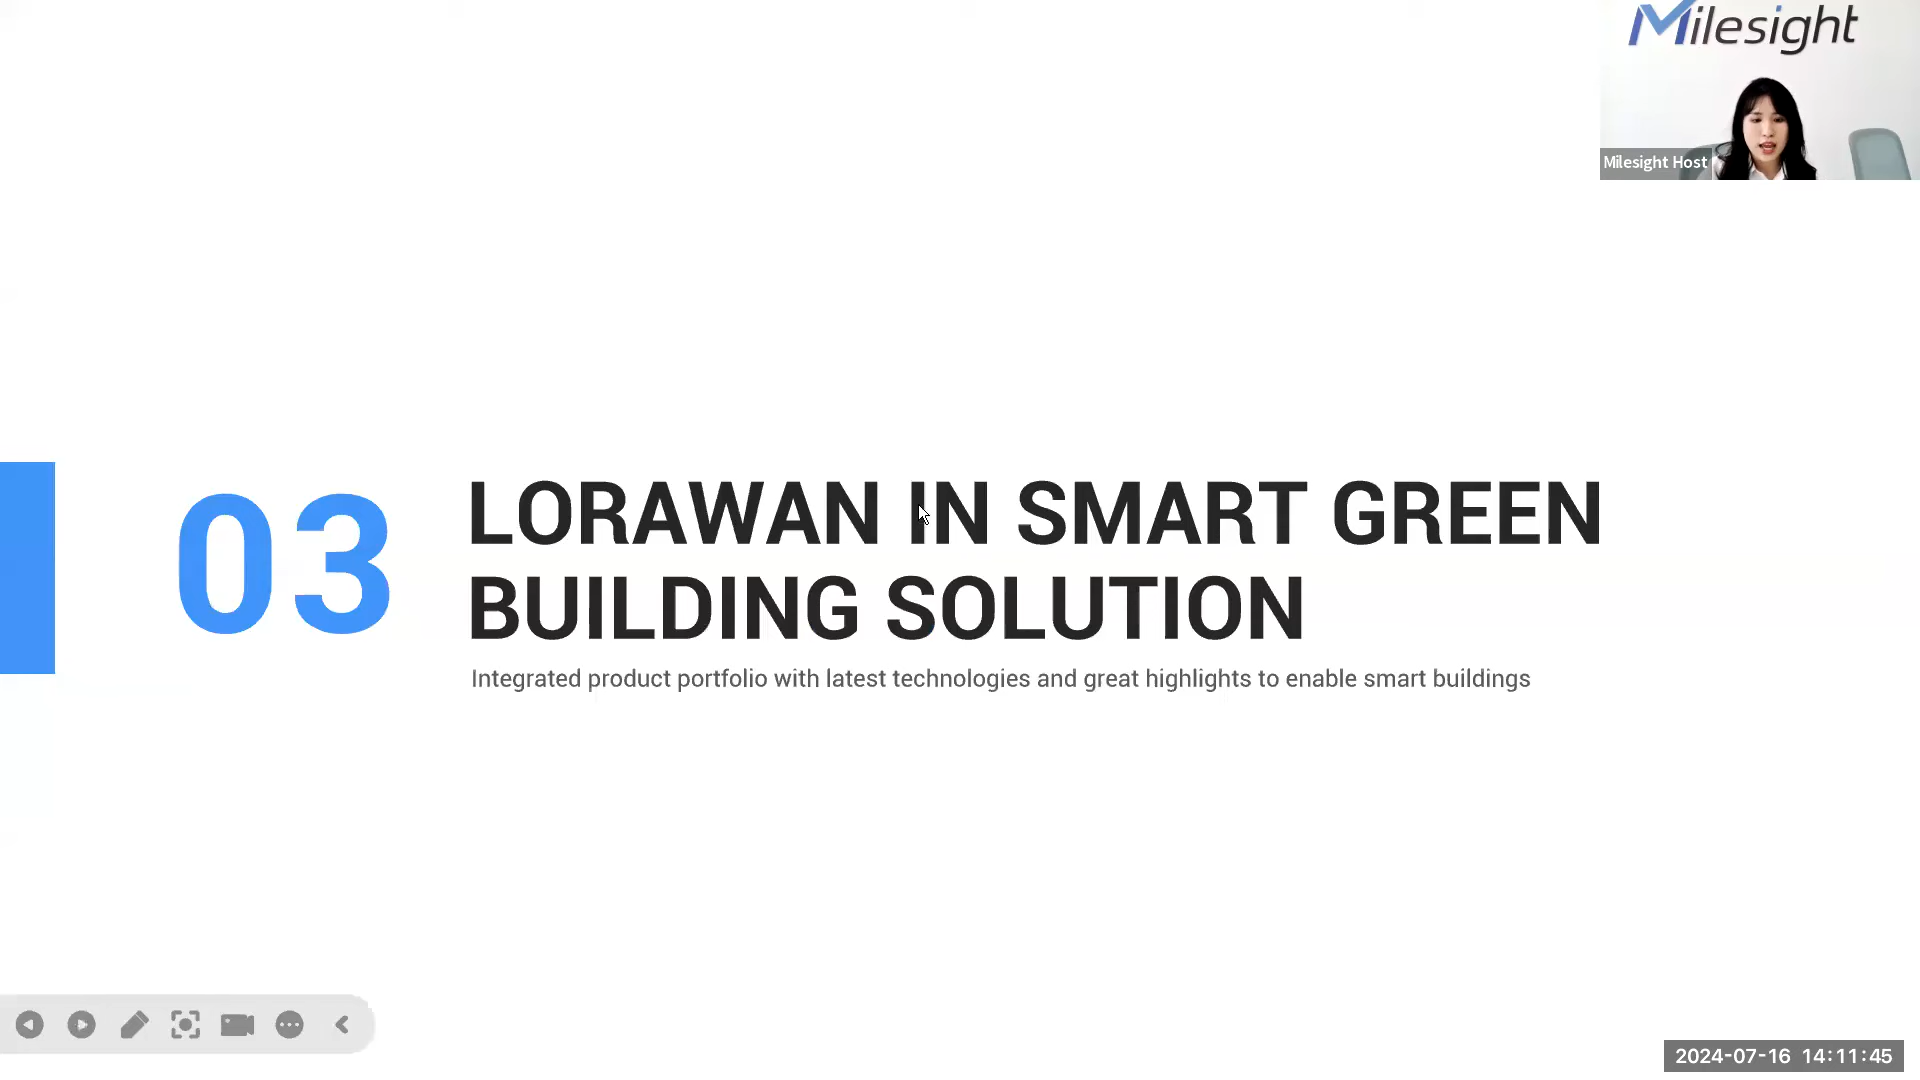 Milesight
Milesight Host
03
LORAWAN IN SMART GREEN
BUILDING SOLUTION
Integrated product portfolio with latest technologies and great highlights to enable smart buildings
2024-07-16 14:11:45